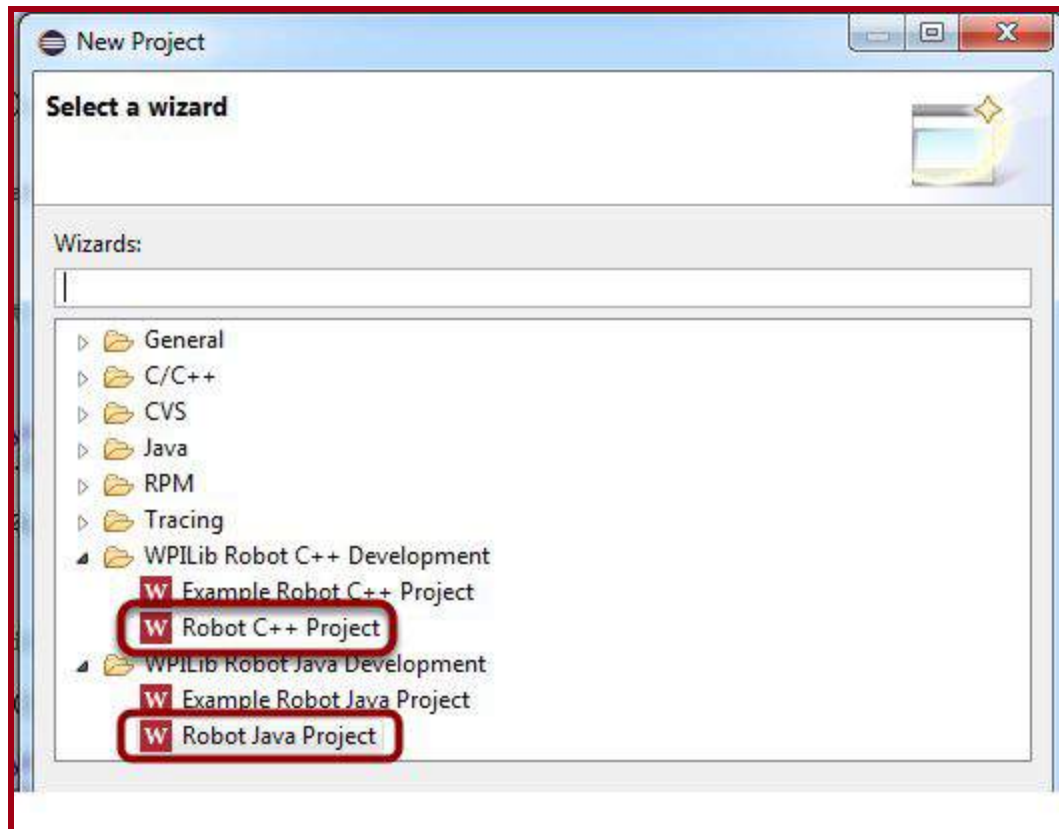 New Project
Select a wizard
Wizards:
General
C/C++
CVS
Java
RPM
Tracing
WPILib Robot C++ Development
W Example Robot C++ Project
W Robot C++ Project
WPILib Robot Java Development
W Example Robot Java Project
W Robot Java Project